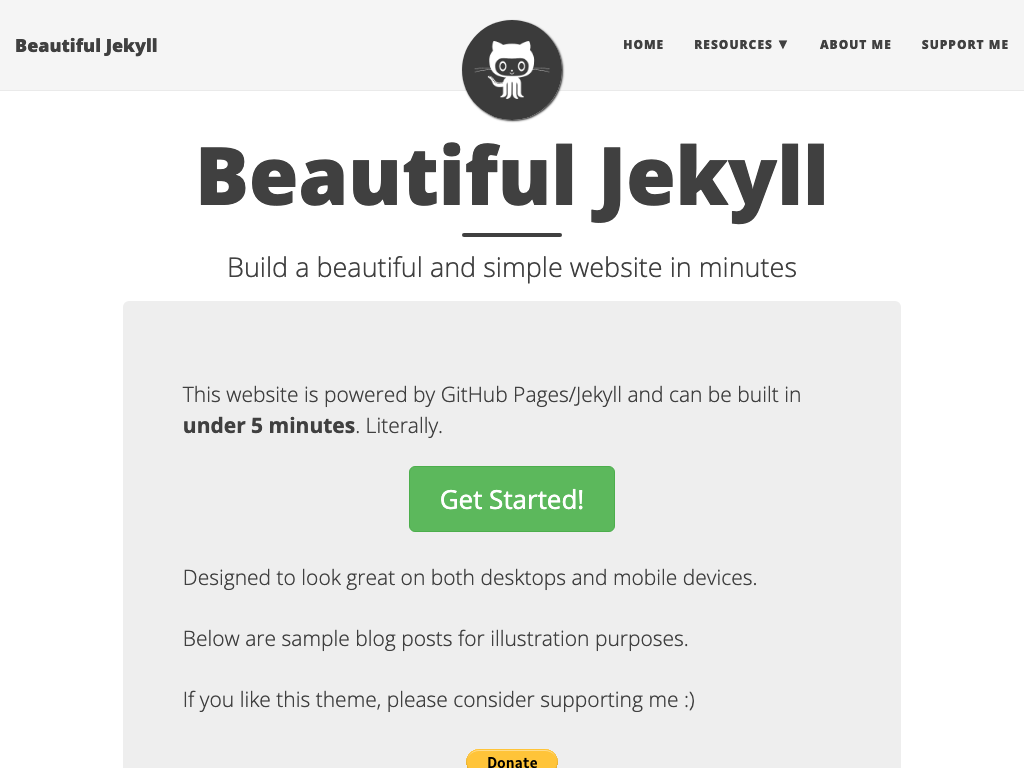 Beautiful Jekyll
HOME RESOURCES ▼ ABOUT ME SUPPORT ME
Beautiful Jekyll
Build a beautiful and simple website in minutes
This website is powered by GitHub Pages/Jekyll and can be built in
under 5 minutes. Literally.
Get Started!
Designed to look great on both desktops and mobile devices.
Below are sample blog posts for illustration purposes.
If you like this theme, please consider supporting me :)
Donate